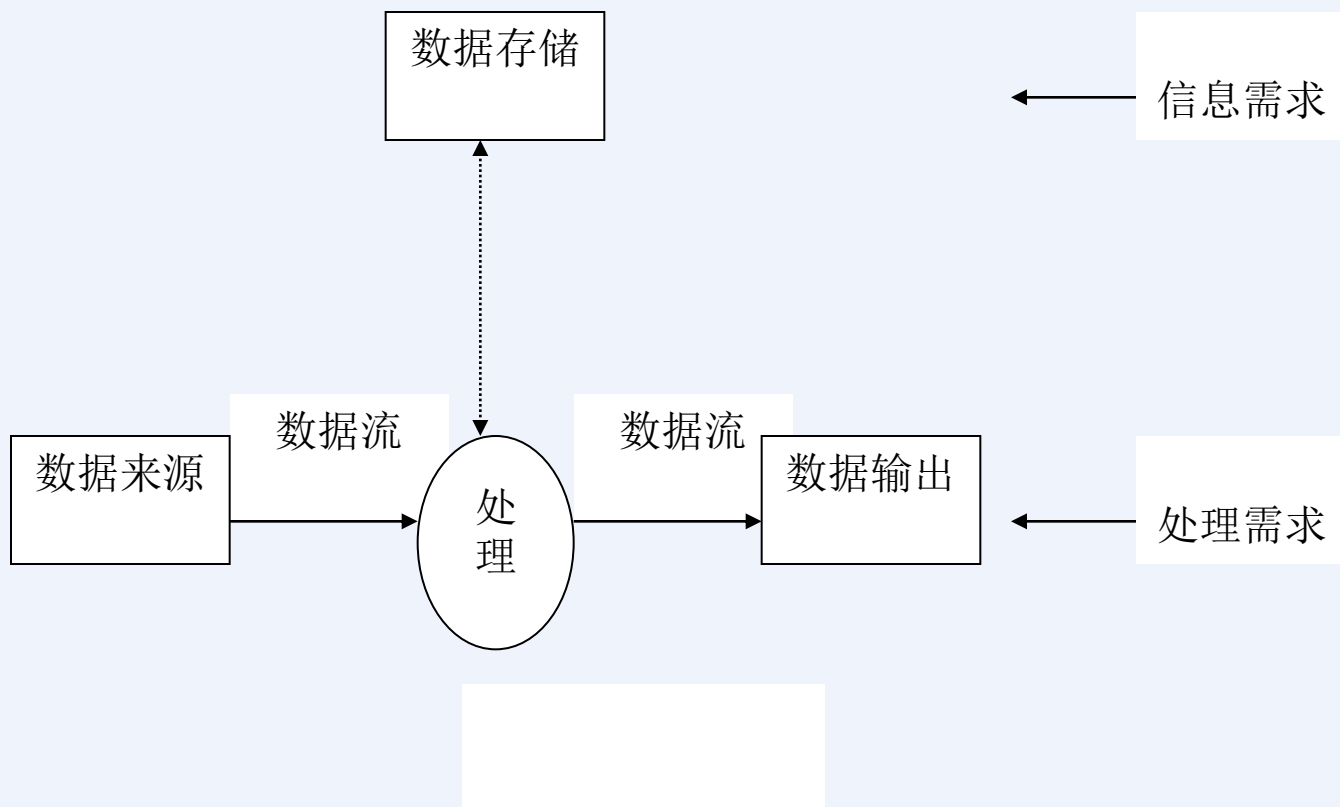 数据存储
信息需求
数据流
数据流
数据来源
处
理
数据输出
处理需求